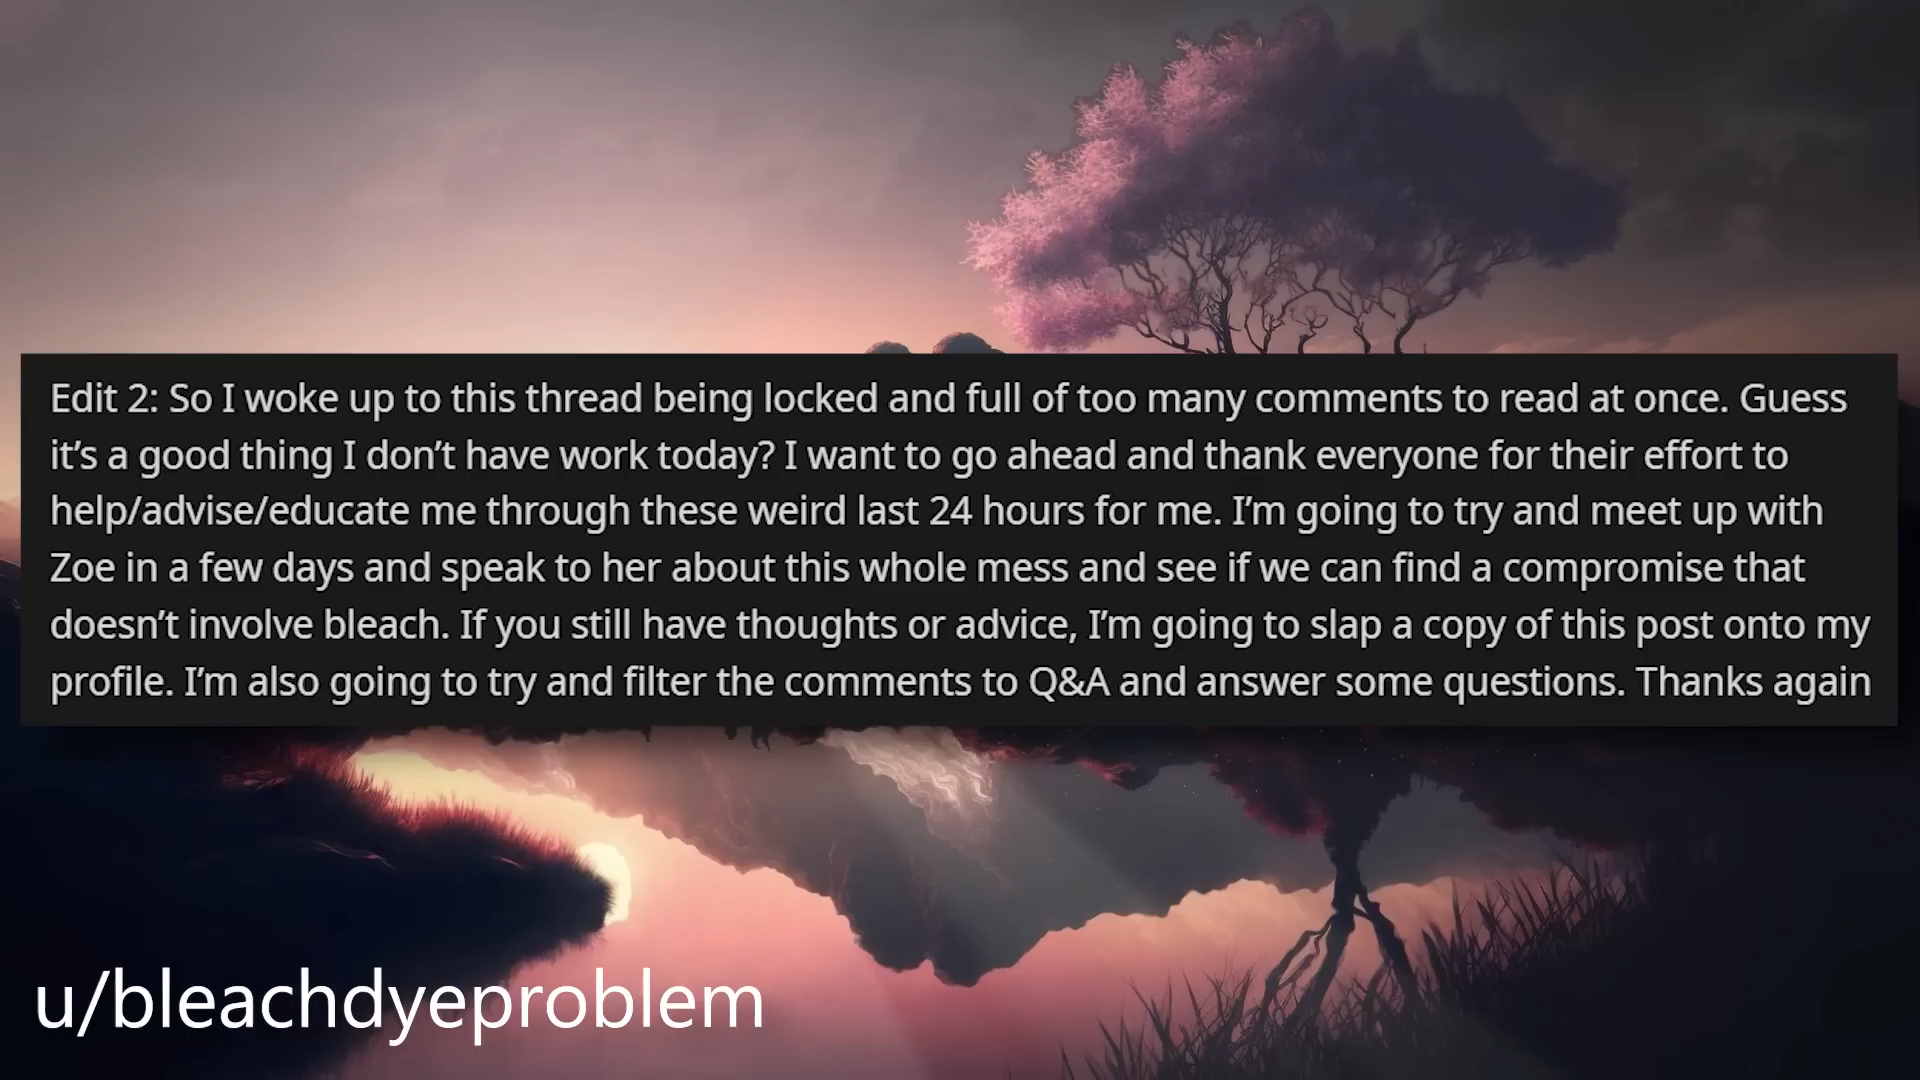 Edit 2: So I woke up to this thread being locked and full of too many comments to read at once. Guess
it’s a good thing I don’t have work today? I want to go ahead and thank everyone for their effort to
help/advise/educate me through these weird last 24 hours for me. I’m going to try and meet up with
Zoe in a few days and speak to her about this whole mess and see if we can find a compromise that
doesn’t involve bleach. If you still have thoughts or advice, I’m going to slap a copy of this post onto my
profile. I’m also going to try and filter the comments to Q&A and answer some questions. Thanks again
u/bleachdyeproblem